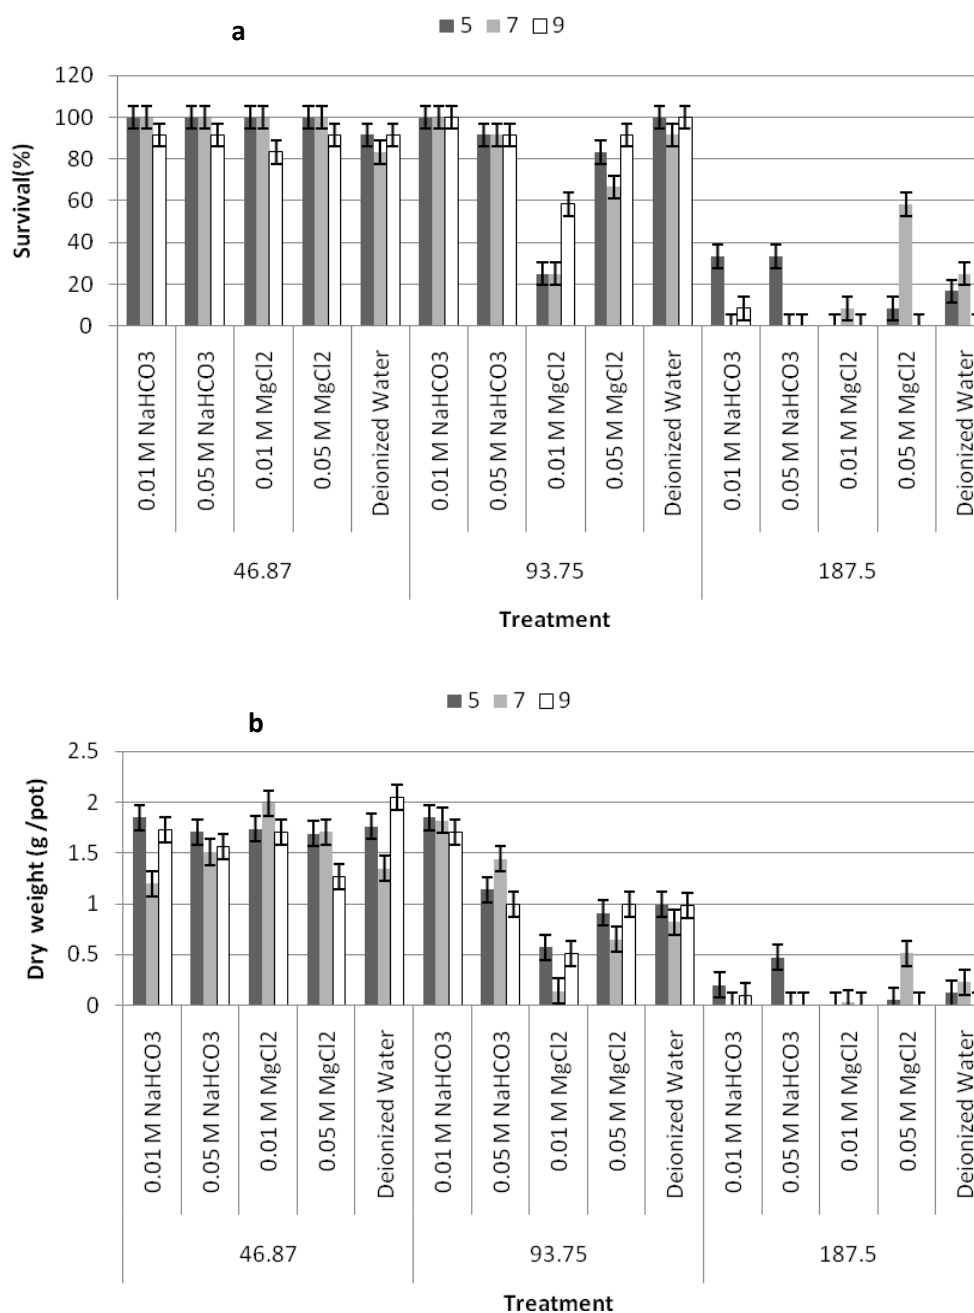 5 7 9
a
120
100
80
60
40
20
0
Survival(%)
0.01 M NaHCO3
0.05 M NaHCO3
0.01 M MgCl2
0.05 M MgCl2
Deionized Water
0.01 M NaHCO3
0.05 M NaHCO3
0.01 M MgCl2
0.05 M MgCl2
Deionized Water
0.01 M NaHCO3
0.05 M NaHCO3
0.01 M MgCl2
0.05 M MgCl2
Deionized Water
46.87 93.75 187.5
Treatment
5 7 9
b
2.5
2
1.5
1
0.5
0
Dry weight (g /pot)
0.01 M NaHCO3
0.05 M NaHCO3
0.01 M MgCl2
0.05 M MgCl2
Deionized Water
0.01 M NaHCO3
0.05 M NaHCO3
0.01 M MgCl2
0.05 M MgCl2
Deionized Water
0.01 M NaHCO3
0.05 M NaHCO3
0.01 M MgCl2
0.05 M MgCl2
Deionized Water
46.87 93.75 187.5
Treatment